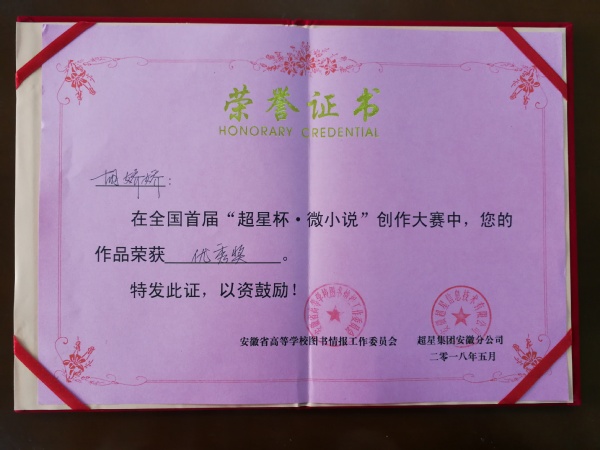 荣誉证书
HONORARY CREDENTIAL
娇娇：
在全国首届“超星杯·微小说”创作大赛中，您的
作品荣获 优秀奖 。
特发此证，以资鼓励！
安徽省高等学校图书情报工作委员会 超星集团安徽分公司
二零一八年五月